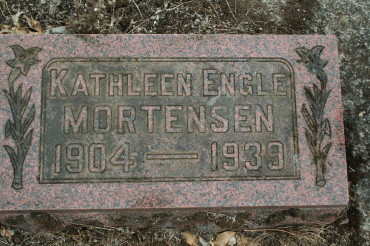 KATHLEEN ENGLE
MORTENSEN
1904 — 1939